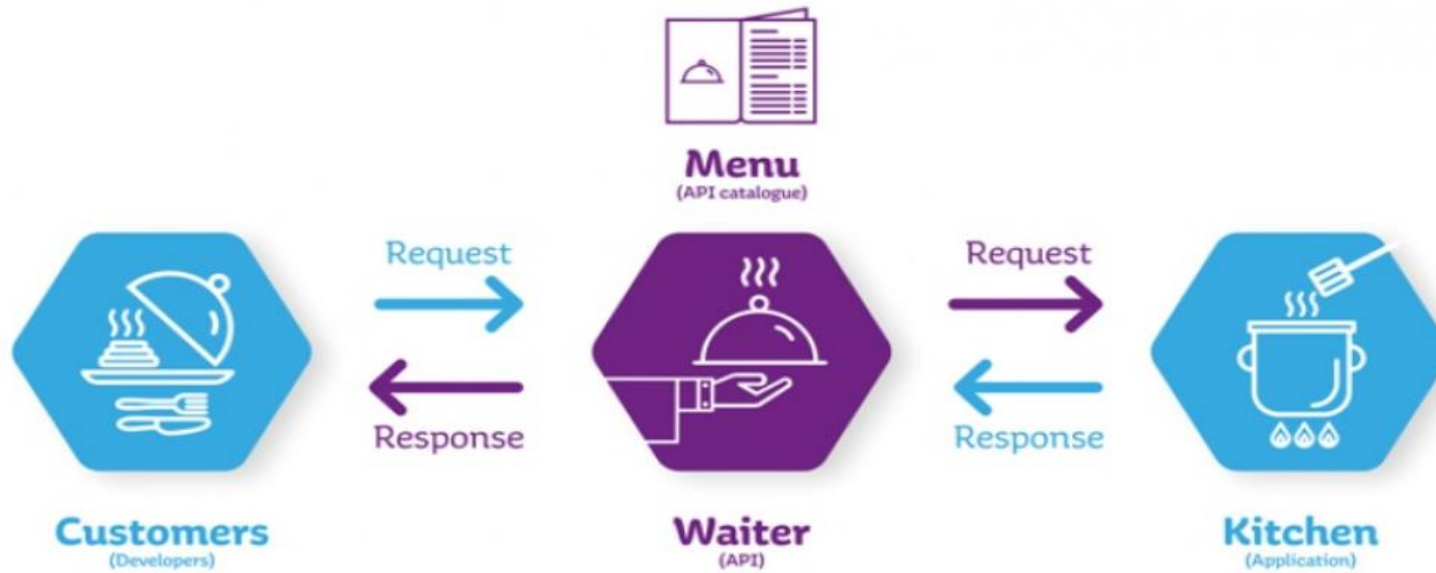 Menu
(API catalogue)
Request
Request
Response
Response
Customers
(Developers)
Waiter
(API)
Kitchen
(Application)